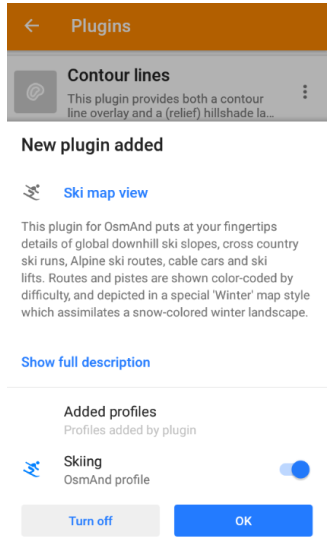 Plugins
Contour lines
This plugin provides both a contour
line overlay and a (relief) hillshade la...
New plugin added
Ski map view
This plugin for OsmAnd puts at your fingertips
details of global downhill ski slopes, cross country
ski runs, Alpine ski routes, cable cars and ski
lifts. Routes and pistes are shown color-coded by
difficulty, and depicted in a special 'Winter' map style
which assimilates a snow-colored winter landscape.
Show full description
Added profiles
Profiles added by plugin
Skiing
OsmAnd profile
Turn off
OK